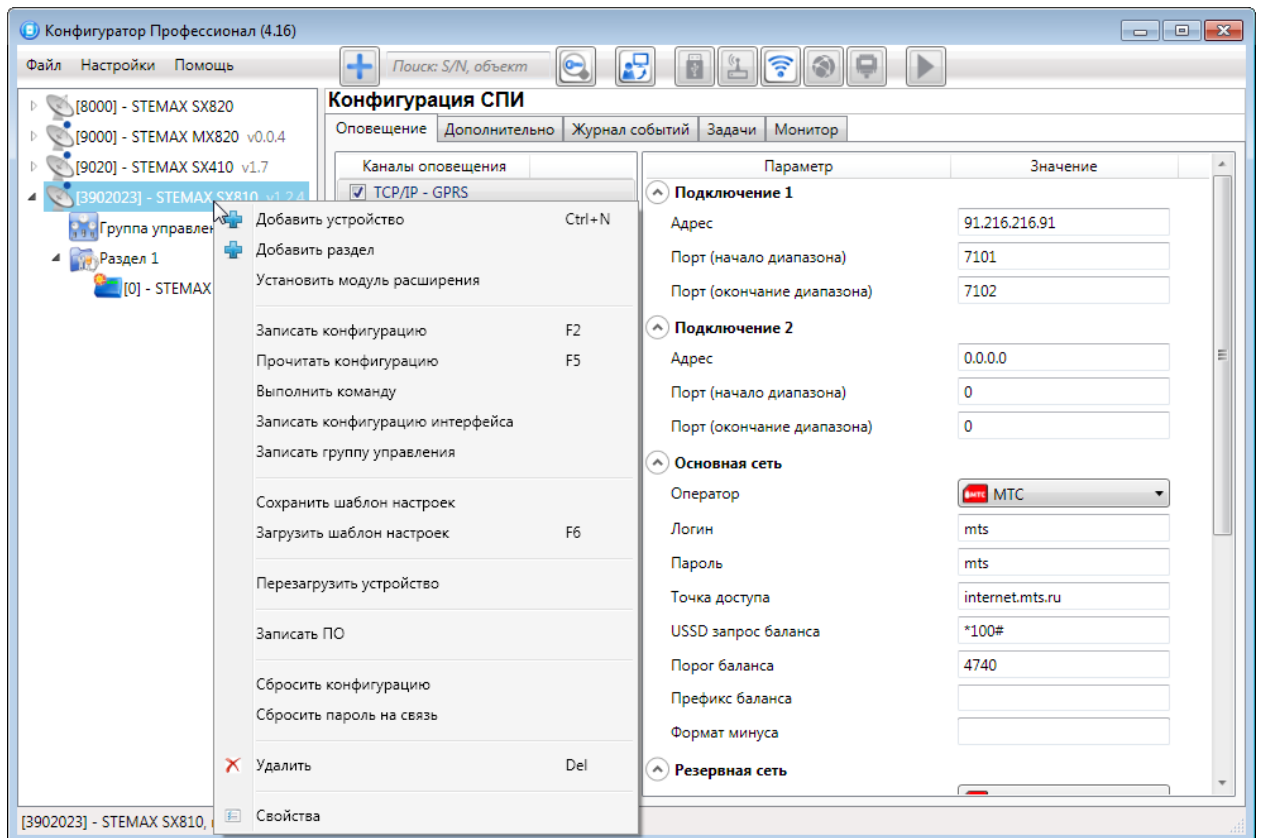 Конфигуратор Профессионал (4.16)
Файл Настройки Помощь
Поиск: S/N, объект
[8000] - STEMAX SX820
[9000] - STEMAX MX820 v0.0.4
[9020] - STEMAX SX410 v1.7
[3902023] - STEMAX SX810 v1.2.4
Группа управлен
Раздел 1
[0] - STEMAX
Конфигурация СПИ
Оповещение Дополнительно Журнал событий Задачи Монитор
Каналы оповещения
TCP/IP - GPRS
Добавить устройство Ctrl+N
Добавить раздел
Установить модуль расширения
Записать конфигурацию F2
Прочитать конфигурацию F5
Выполнить команду
Записать конфигурацию интерфейса
Записать группу управления
Сохранить шаблон настроек
Загрузить шаблон настроек F6
Перезагрузить устройство
Записать ПО
Сбросить конфигурацию
Сбросить пароль на связь
Удалить Del
Свойства
Параметр Значение
Подключение 1
Адрес 91.216.216.91
Порт (начало диапазона) 7101
Порт (окончание диапазона) 7102
Подключение 2
Адрес 0.0.0.0
Порт (начало диапазона) 0
Порт (окончание диапазона) 0
Основная сеть
Оператор МТС
Логин mts
Пароль mts
Точка доступа internet.mts.ru
USSD запрос баланса *100#
Порог баланса 4740
Префикс баланса
Формат минуса
Резервная сеть
[3902023] - STEMAX SX810,